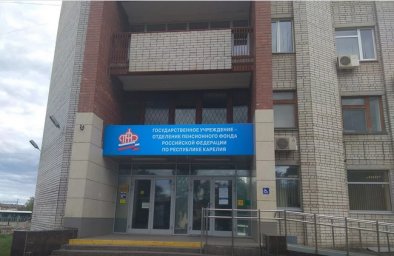 ГОСУДАРСТВЕННОЕ УЧРЕЖДЕНИЕ -
ОТДЕЛЕНИЕ ПЕНСИОННОГО ФОНДА
РОССИЙСКОЙ ФЕДЕРАЦИИ
ПО РЕСПУБЛИКЕ КАРЕЛИЯ